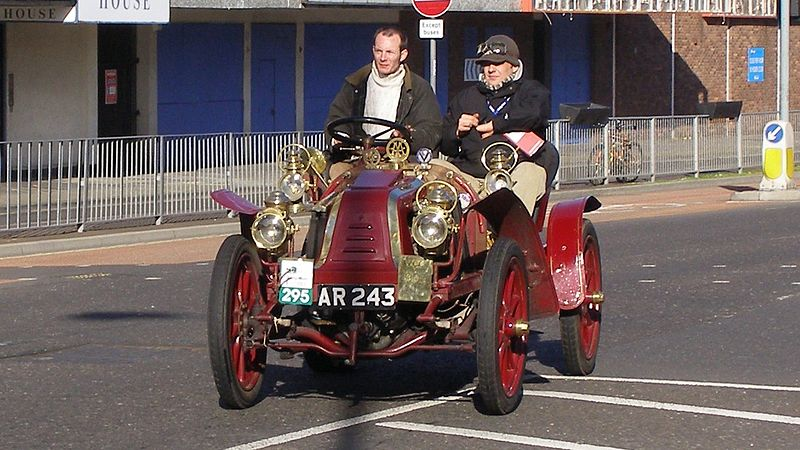 HOUSE
HOUSE
Except
buses
295
AR 243